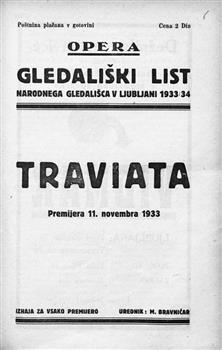 Poštnina plačana v gotovini Cena 2 Din
OPERA
GLEDALIŠKI LIST
NARODNEGA GLEDALIŠČA V LJUBLJANI 1933/34
TRAVIATA
Premijera 11. novembra 1933
IZHAJA ZA VSAKO PREMIJERO UREDNIK: M. BRAVNIČAR